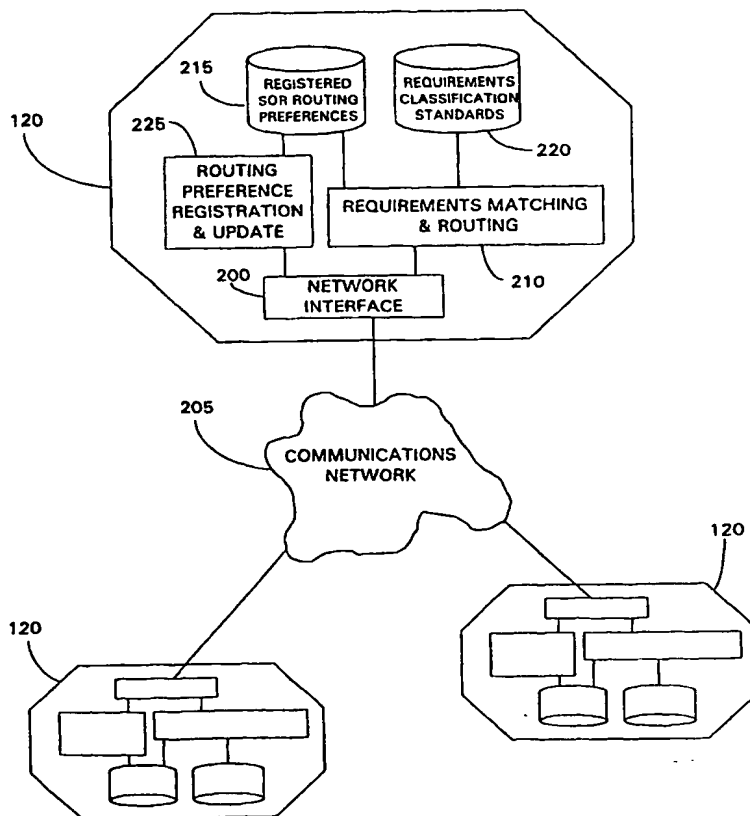 215
REGISTERED
SOR ROUTING
PREFERENCES
REQUIREMENTS
CLASSIFICATION
STANDARDS
120
225
220
ROUTING
PREFERENCE
REGISTRATION
& UPDATE
REQUIREMENTS MATCHING
& ROUTING
200
210
NETWORK
INTERFACE
205
COMMUNICATIONS
NETWORK
120
120